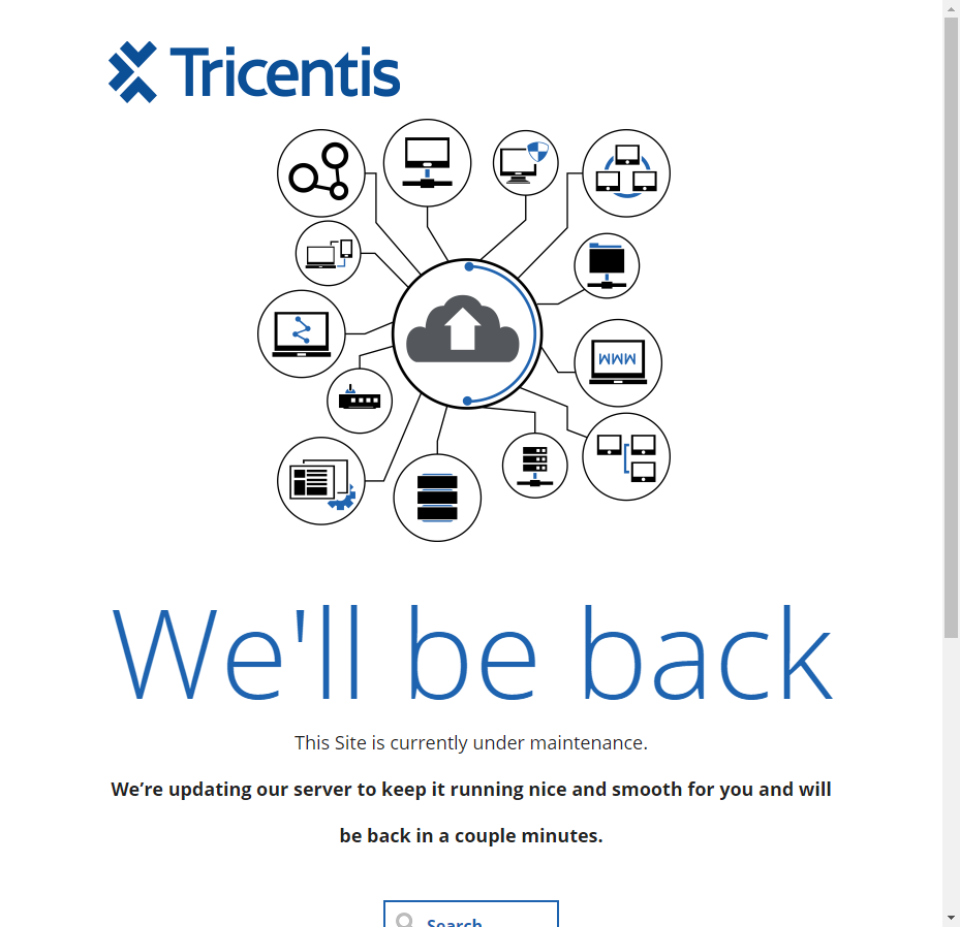 Tricentis
WWW
We'll be back
This Site is currently under maintenance.
We’re updating our server to keep it running nice and smooth for you and will
be back in a couple minutes.
Search